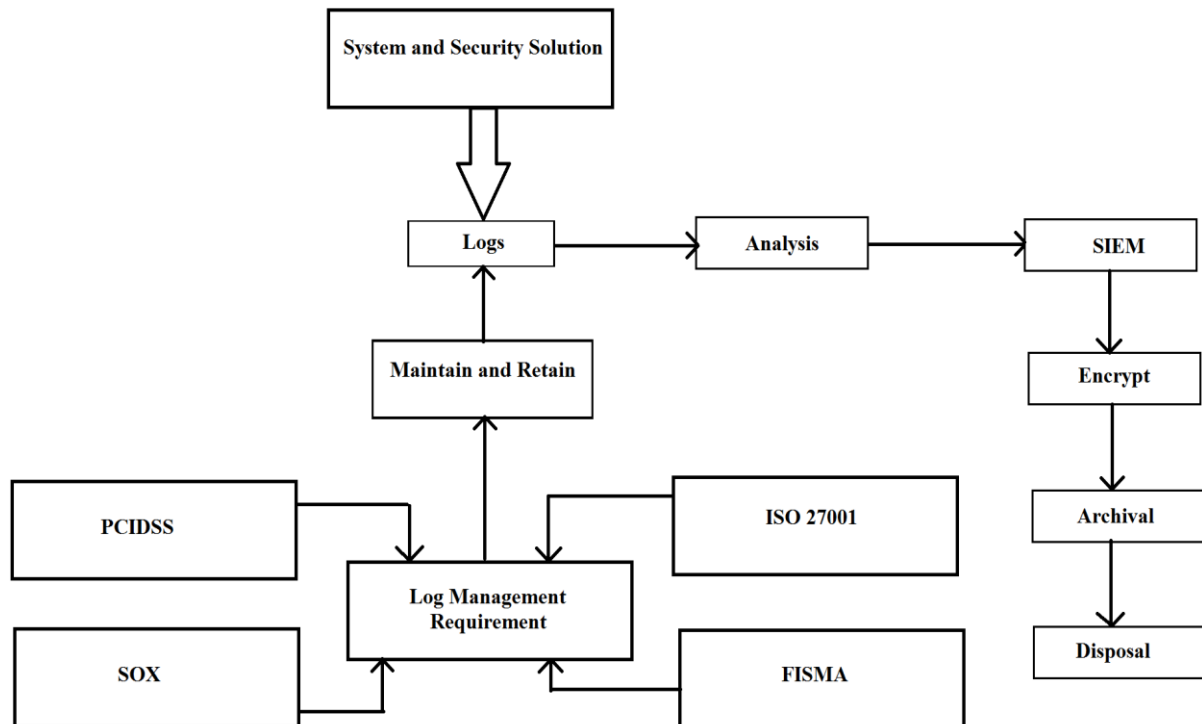 System and Security Solution
Logs
Analysis
SIEM
Maintain and Retain
Encrypt
PCIDSS
ISO 27001
Archival
Log Management
Requirement
SOX
FISMA
Disposal